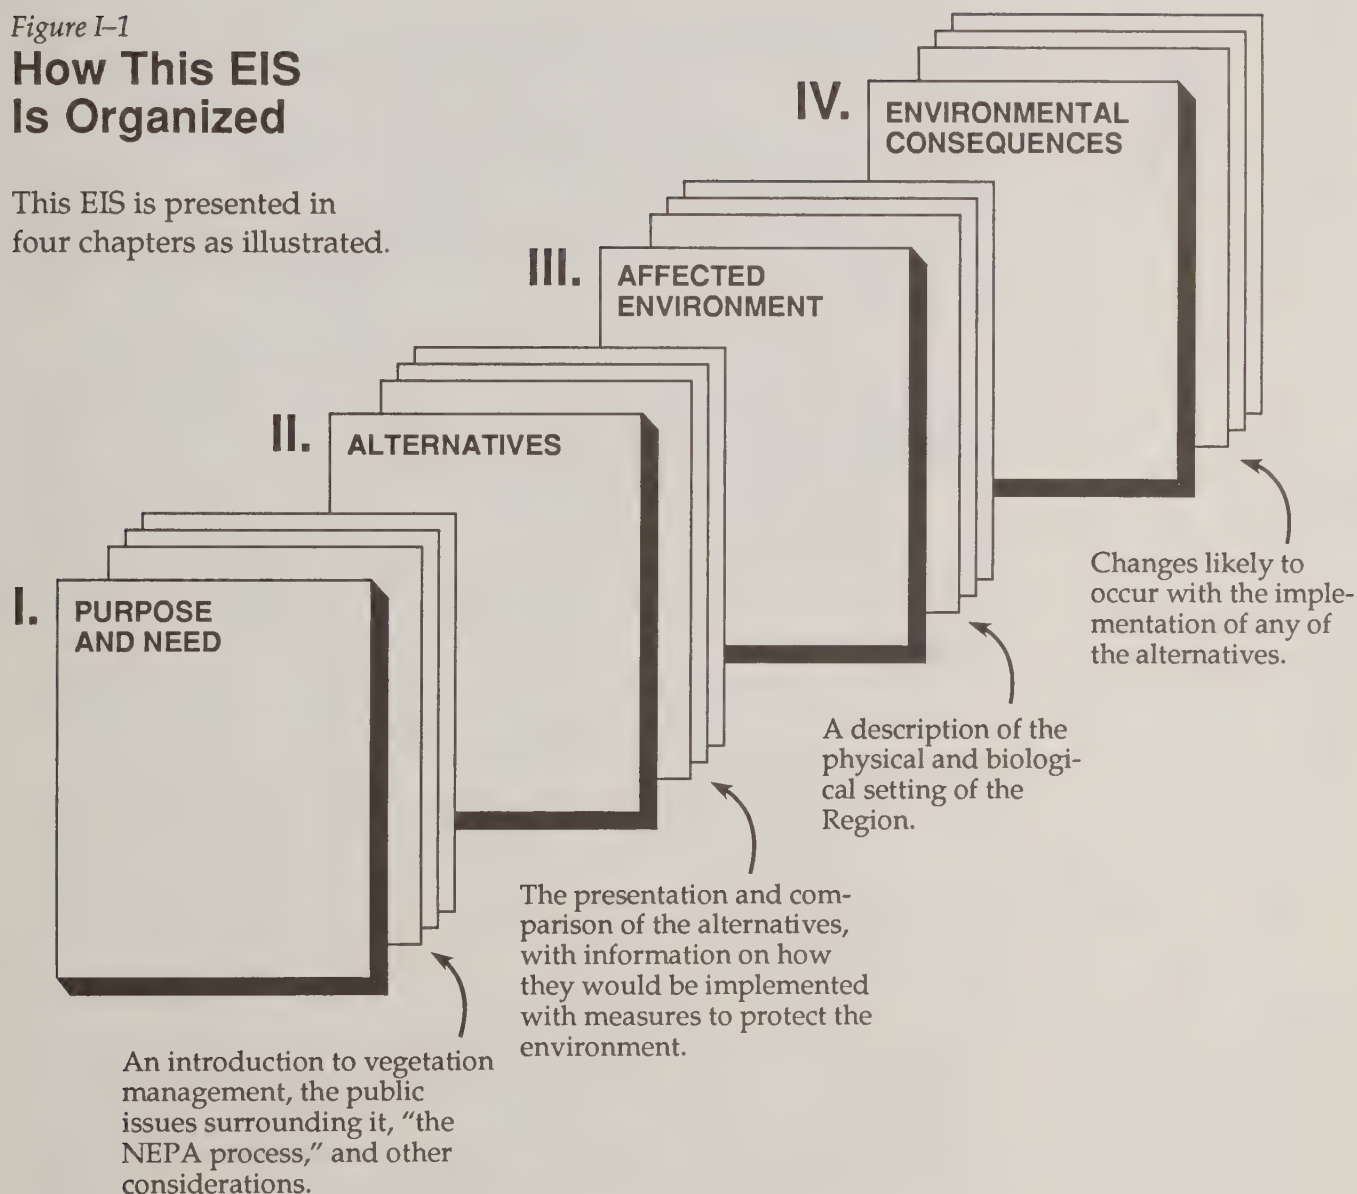 Figure I–1
How This EIS
Is Organized
This EIS is presented in
four chapters as illustrated.
I.
PURPOSE
AND NEED
An introduction to vegetation
management, the public
issues surrounding it, "the
NEPA process," and other
considerations.
II.
ALTERNATIVES
The presentation and com-
parison of the alternatives,
with information on how
they would be implemented
with measures to protect the
environment.
III.
AFFECTED
ENVIRONMENT
A description of the
physical and biologi-
cal setting of the
Region.
IV.
ENVIRONMENTAL
CONSEQUENCES
Changes likely to
occur with the imple-
mentation of any of
the alternatives.